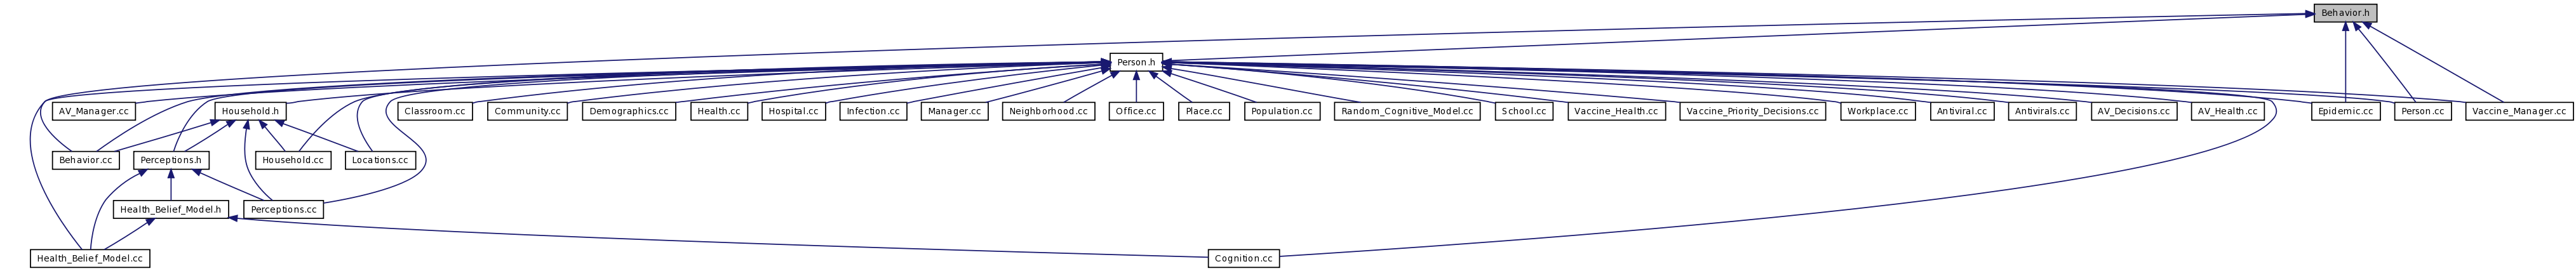 Behavior.h
Person.h
AV_Manager.cc
Household.h
Classroom.cc
Community.cc
Demographics.cc
Health.cc
Hospital.cc
Infection.cc
Manager.cc
Neighborhood.cc
Office.cc
Place.cc
Population.cc
Random_Cognitive_Model.cc
School.cc
Vaccine_Health.cc
Vaccine_Priority_Decisions.cc
Workplace.cc
Antiviral.cc
Antivirals.cc
AV_Decisions.cc
AV_Health.cc
Epidemic.cc
Person.cc
Vaccine_Manager.cc
Behavior.cc
Perceptions.h
Household.cc
Locations.cc
Health_Belief_Model.h
Perceptions.cc
Health_Belief_Model.cc
Cognition.cc